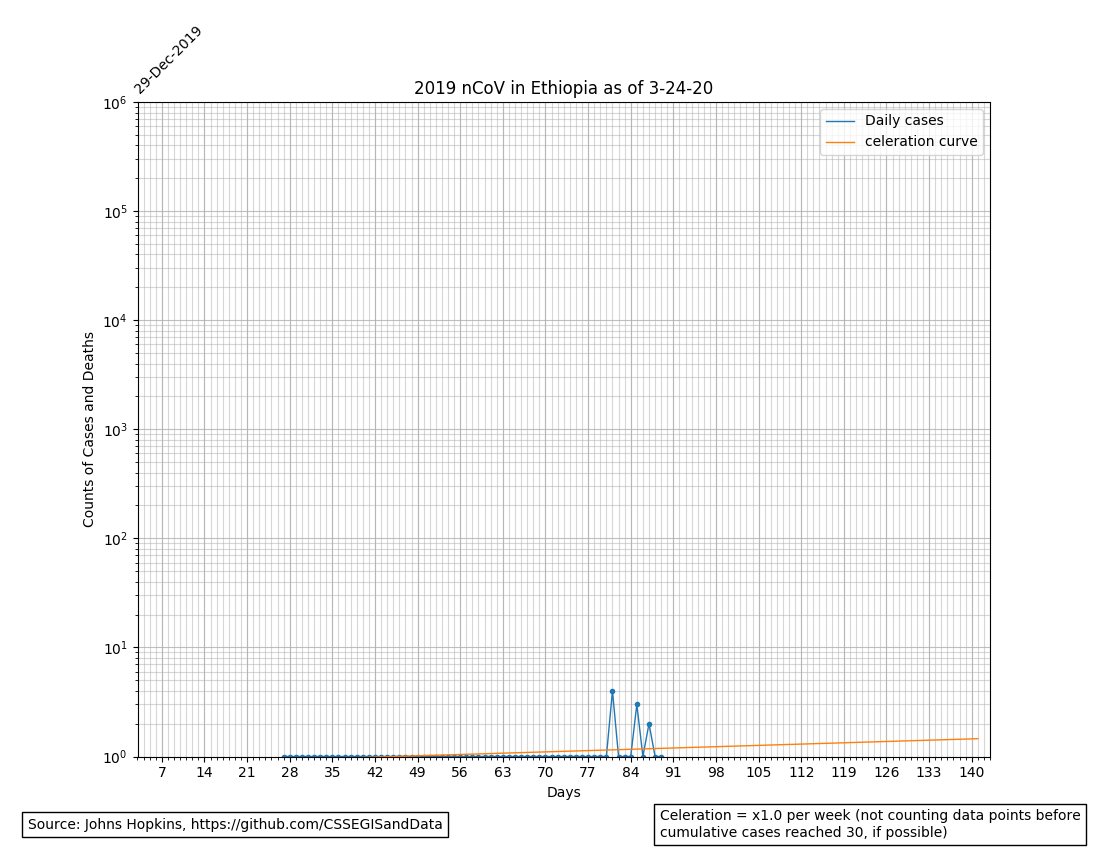 29-Dec-2019
2019 nCoV in Ethiopia as of 3-24-20
Daily cases
celeration curve
Counts of Cases and Deaths
10^6
10^5
10^4
10^3
10^2
10^1
10^0
7 14 21 28 35 42 49 56 63 70 77 84 91 98 105 112 119 126 133 140
Days
Source: Johns Hopkins, https://github.com/CSSEGISandData
Celeration = x1.0 per week (not counting data points before
cumulative cases reached 30, if possible)